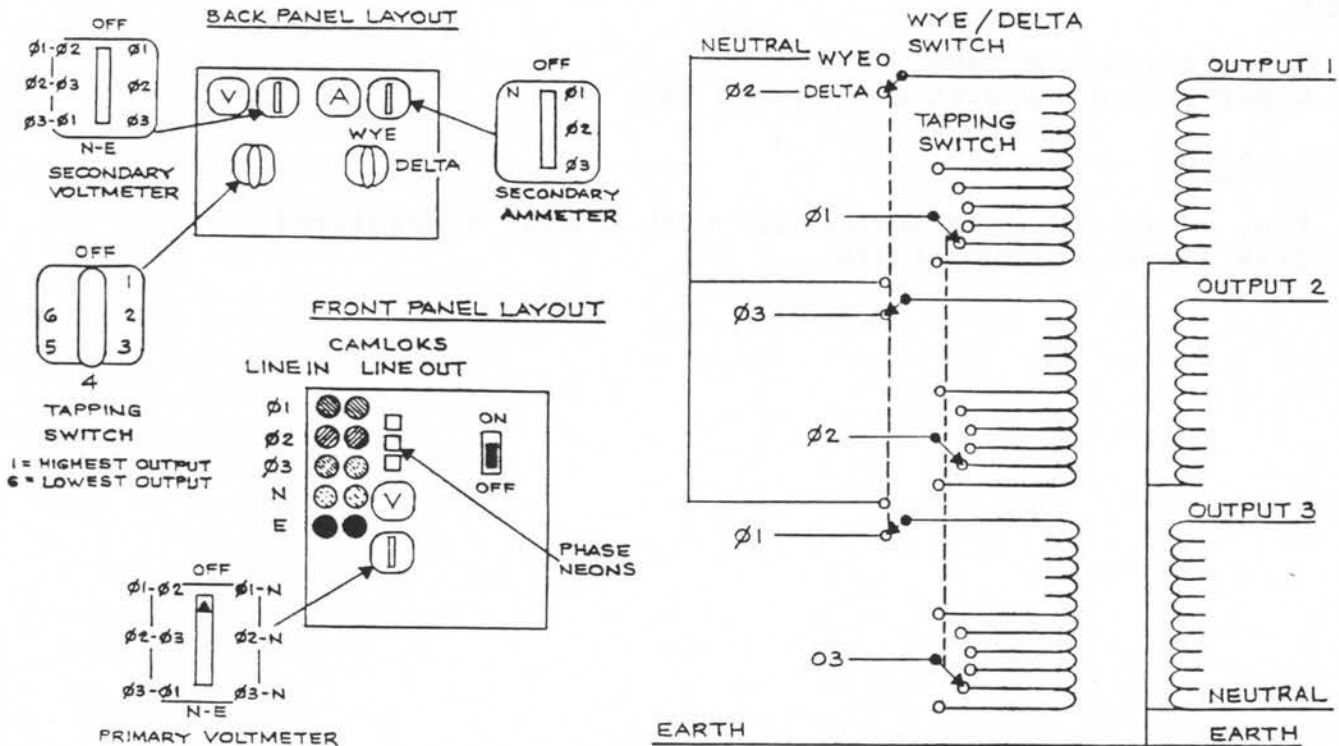 BACK PANEL LAYOUT
OFF
Ø1-Ø2 Ø1
Ø2-Ø3 Ø2
Ø3-Ø1 Ø3
N-E
SECONDARY
VOLTMETER
V A
WYE
DELTA
OFF
N Ø1
Ø2
Ø3
SECONDARY
AMMETER
OFF
1
6 2
5 3
4
TAPPING
SWITCH
1 = HIGHEST OUTPUT
6 = LOWEST OUTPUT
FRONT PANEL LAYOUT
CAMLOKS
LINE IN LINE OUT
Ø1
Ø2
Ø3
N
E
V
ON
OFF
PHASE
NEONS
OFF
Ø1-Ø2 Ø1-N
Ø2-Ø3 Ø2-N
Ø3-Ø1 Ø3-N
N-E
PRIMARY VOLTMETER
WYE / DELTA
SWITCH
NEUTRAL
WYE
Ø2 DELTA
TAPPING
SWITCH
Ø1
Ø3
Ø2
Ø1
03
EARTH
OUTPUT 1
OUTPUT 2
OUTPUT 3
NEUTRAL
EARTH